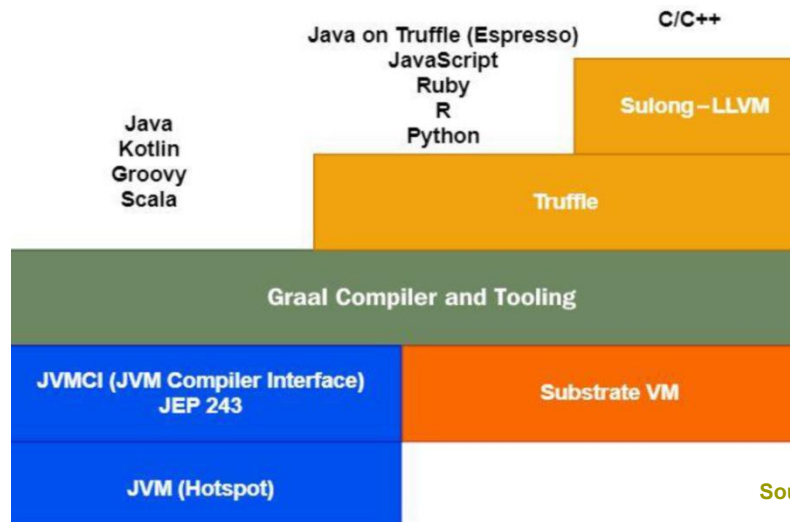 C/C++
Java on Truffle (Espresso)
JavaScript
Ruby
R
Python
Sulong–LLVM
Java
Kotlin
Groovy
Scala
Truffle
Graal Compiler and Tooling
JVMCI (JVM Compiler Interface)
JEP 243
Substrate VM
JVM (Hotspot)